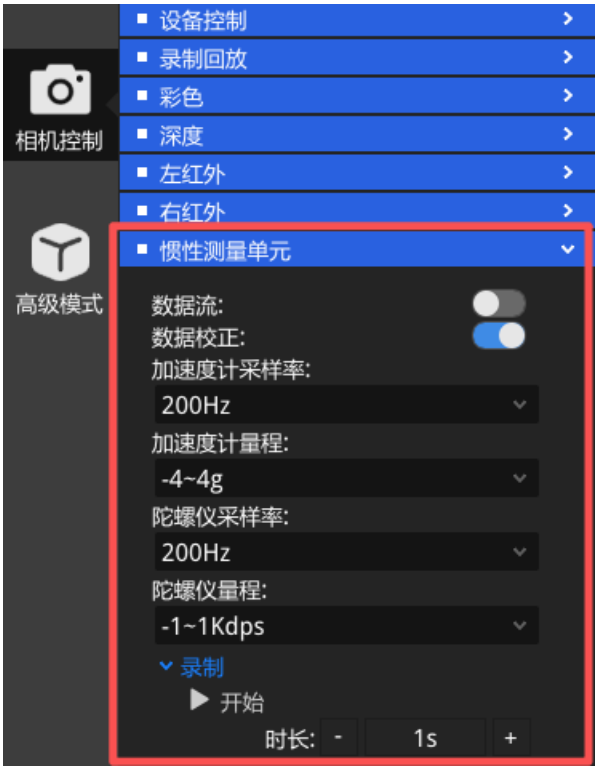 设备控制
录制回放
彩色
相机控制
深度
左红外
右红外
惯性测量单元
高级模式
数据流:
数据校正:
加速度计采样率:
200Hz
加速度计量程:
-4~4g
陀螺仪采样率:
200Hz
陀螺仪量程:
-1~1Kdps
录制
开始
时长: - 1s +